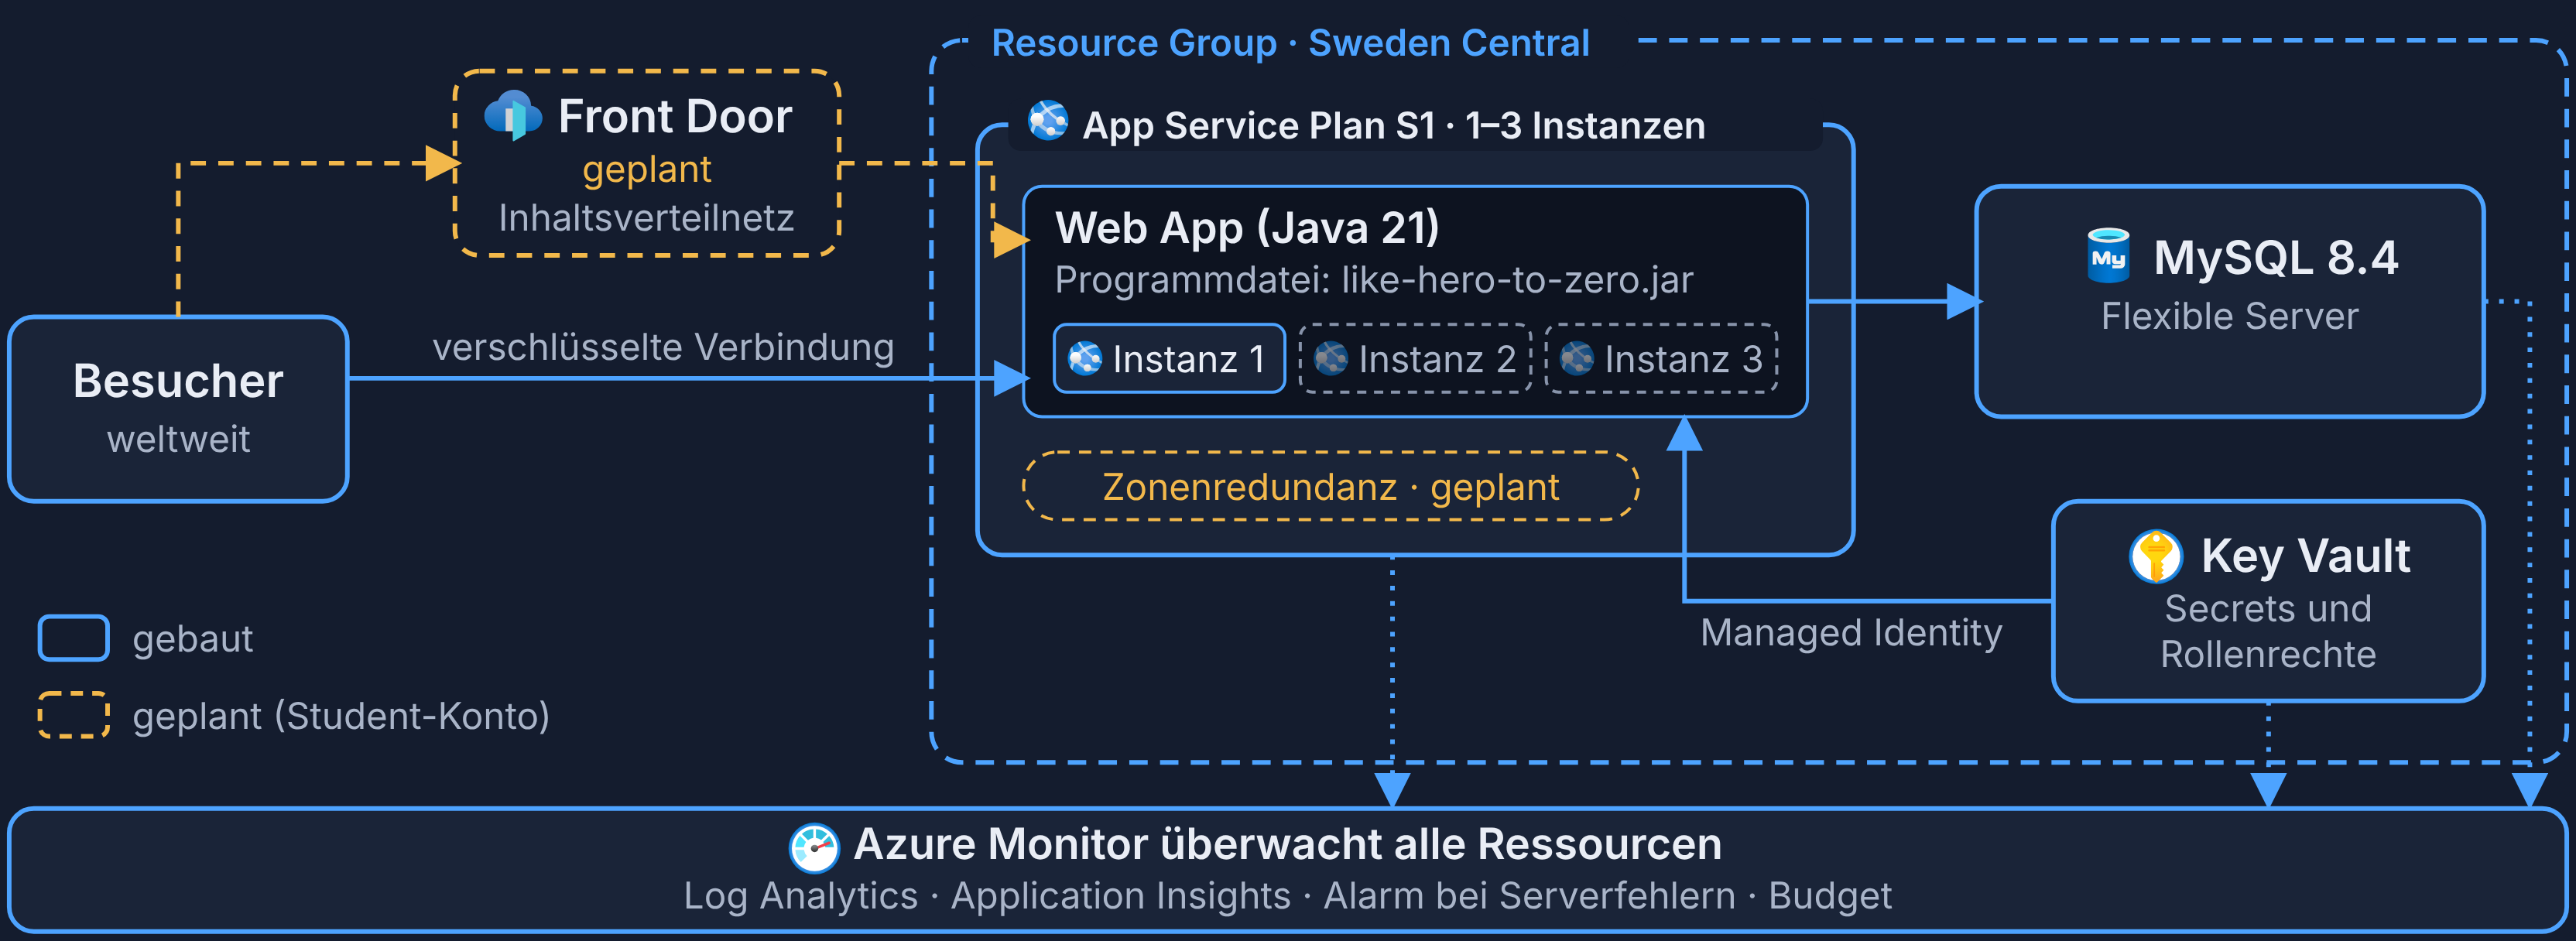 Resource Group · Sweden Central
Front Door
geplant
Inhaltsverteilnetz
App Service Plan S1 · 1–3 Instanzen
Web App (Java 21)
Programmdatei: like-hero-to-zero.jar
Instanz 1
Instanz 2
Instanz 3
Zonenredundanz · geplant
My
MySQL 8.4
Flexible Server
verschlüsselte Verbindung
Besucher
weltweit
Key Vault
Secrets und
Rollenrechte
Managed Identity
gebaut
geplant (Student-Konto)
Azure Monitor überwacht alle Ressourcen
Log Analytics · Application Insights · Alarm bei Serverfehlern · Budget